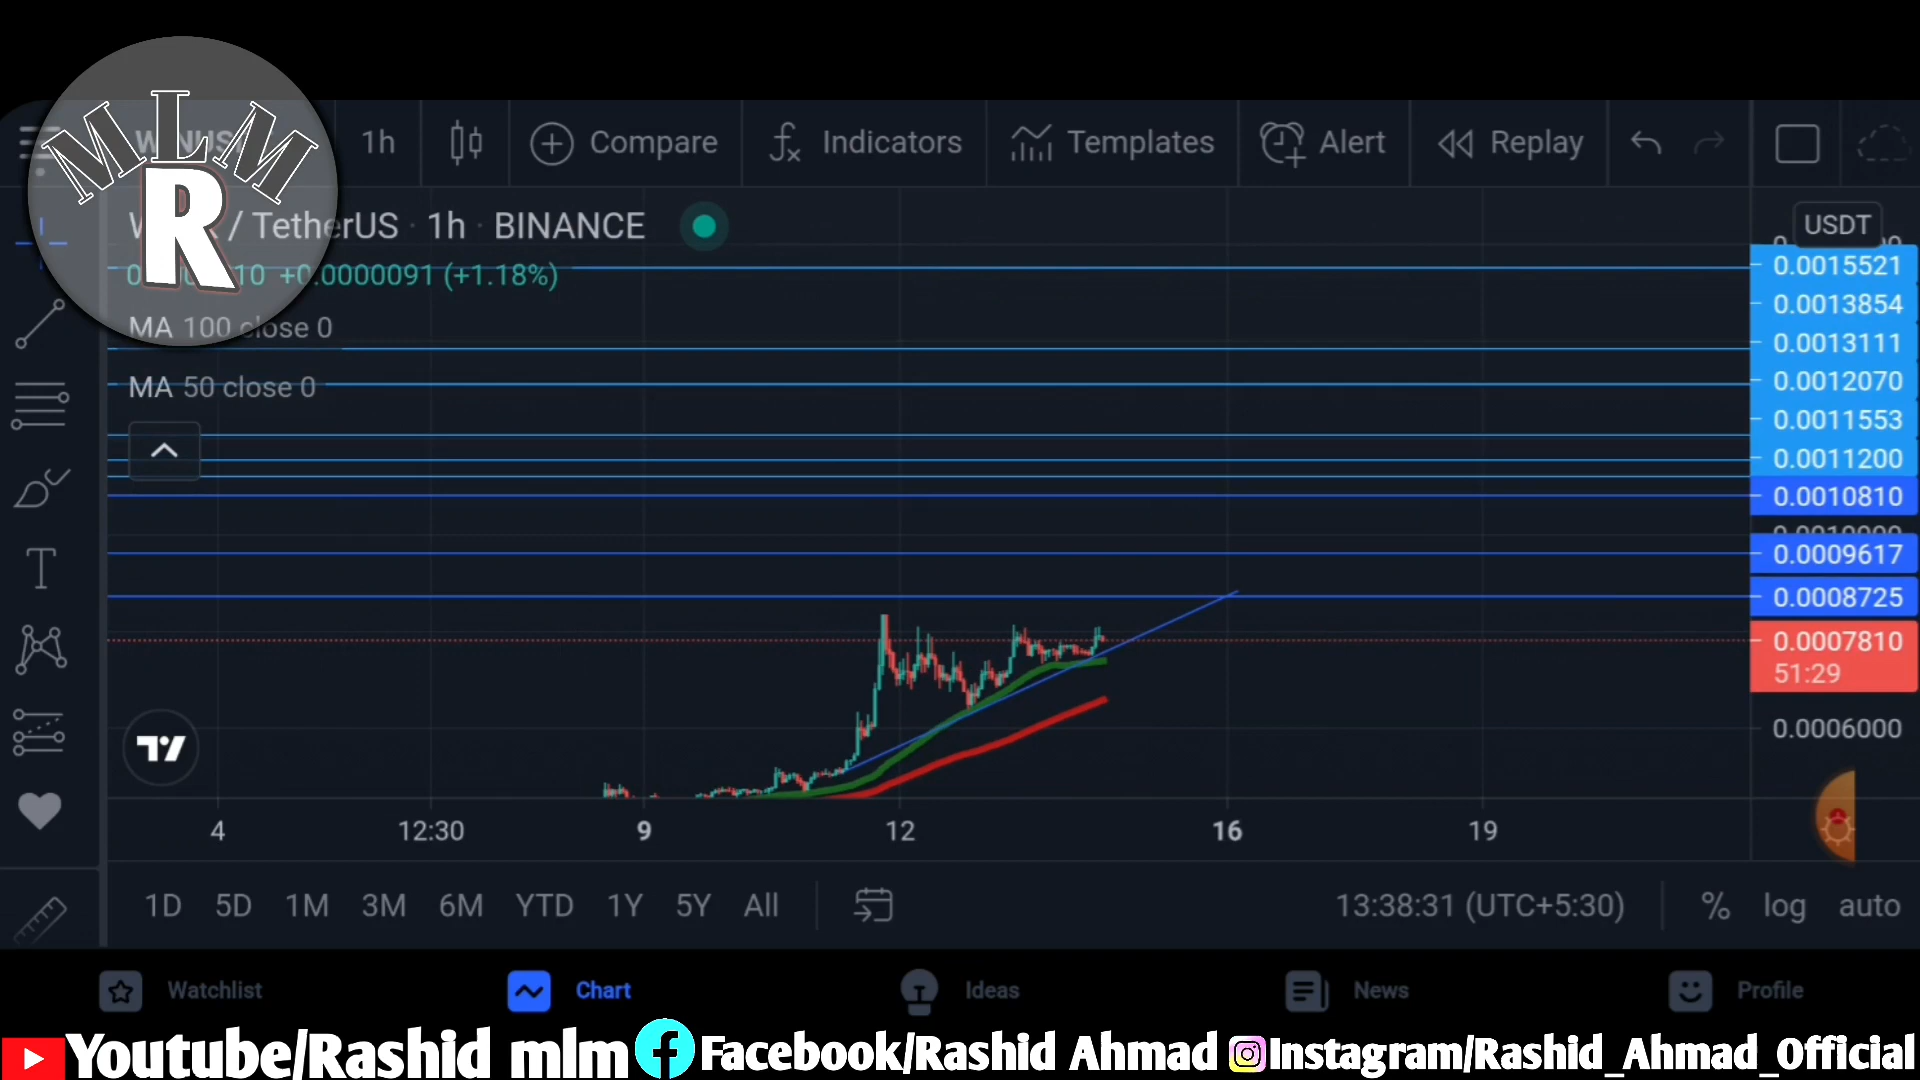 MLM
R
1h
Compare
Indicators
Templates
Alert
Replay
/ TetherUS · 1h · BINANCE
USDT
+0.0000091 (+1.18%)
MA 100 close 0
MA 50 close 0
0.0015521
0.0013854
0.0013111
0.0012070
0.0011553
0.0011200
0.0010810
0.0009617
0.0008725
0.0007810
51:29
0.0006000
4
12:30
9
12
16
19
1D 5D 1M 3M 6M YTD 1Y 5Y All
13:38:31 (UTC+5:30)
% log auto
Watchlist
Chart
Ideas
News
Profile
Youtube/Rashid mlm Facebook/Rashid Ahmad Instagram/Rashid_Ahmad_Official